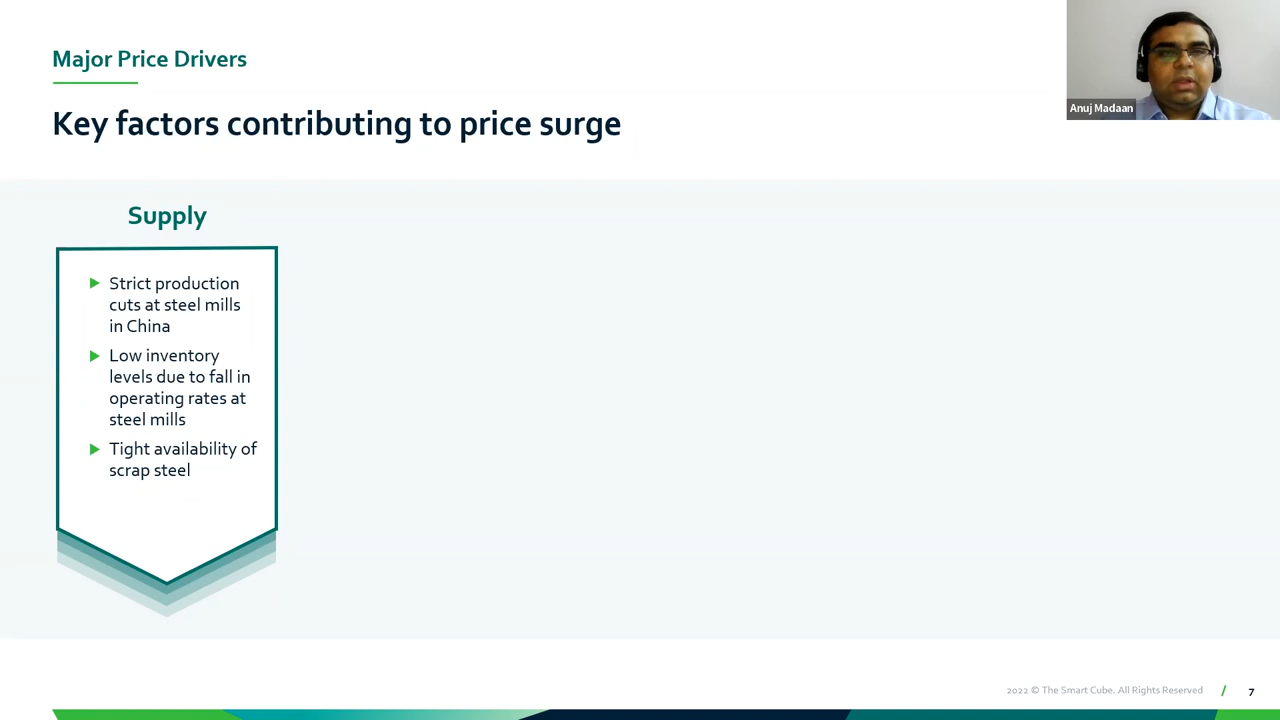 Major Price Drivers
Key factors contributing to price surge
Anuj Madaan
Supply
Strict production
cuts at steel mills
in China
Low inventory
levels due to fall in
operating rates at
steel mills
Tight availability of
scrap steel
2022 © The Smart Cube. All Rights Reserved / 7